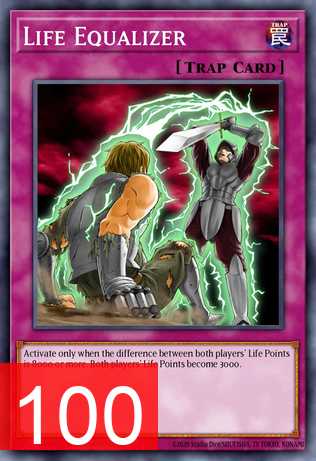 Life Equalizer
TRAP
罠
[Trap Card]
Activate only when the difference between both players' Life Points
is 8000 or more. Both players' Life Points become 3000.
100
©2020 Studio Dice/SHUEISHA, TV TOKYO, KONAMI